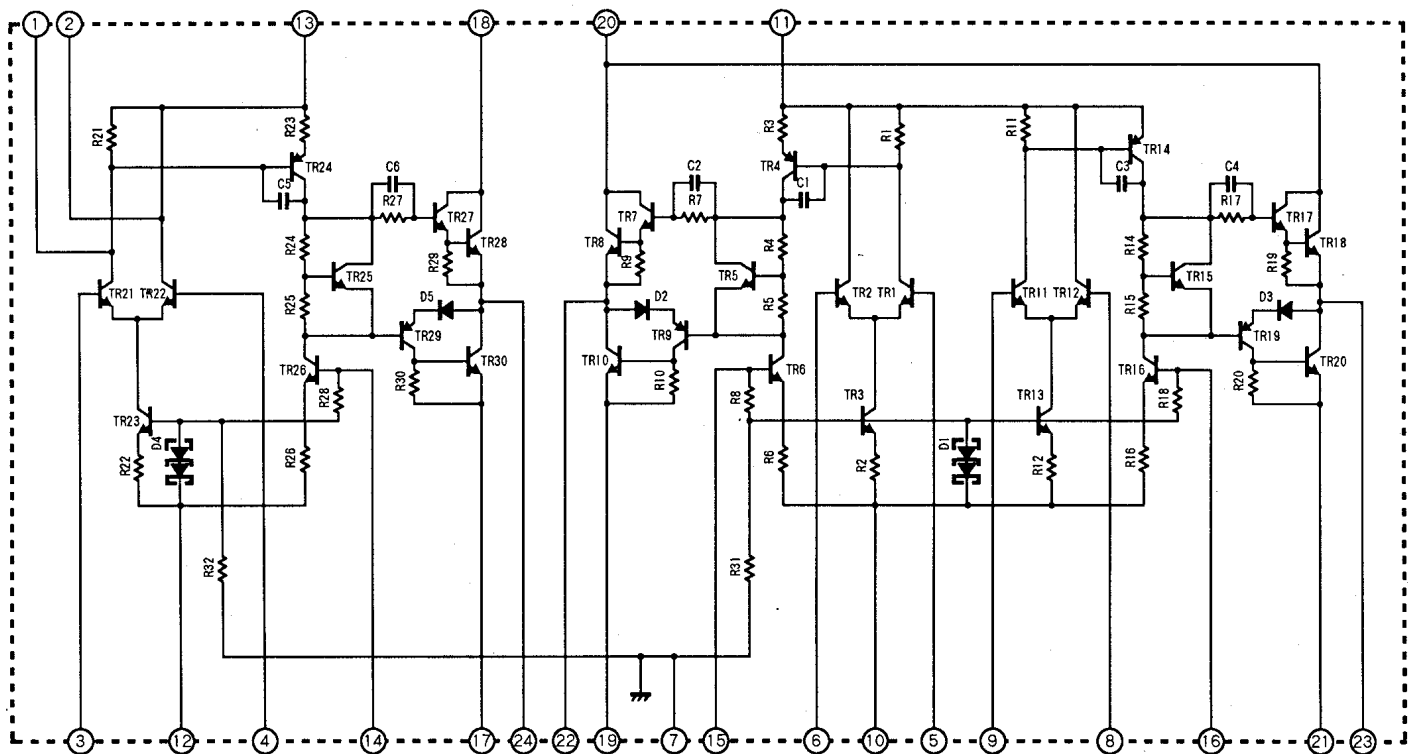 1 2 13 18 20 11
R21 R23 R3 R1 R11
TR24 C6 C2 TR4 TR14
C5 R27 R7 C1 C3 C4 R17
TR27 TR7 TR17
R24 TR28 TR8 R4 R14 TR18
R29 R9 R19
TR25 TR5 TR15
TR21 TR22 R25 D5 D2 R5 TR2 TR1 TR11 TR12 R15 D3
TR29 TR9 TR19
TR26 TR30 TR10 TR6 TR16 TR20
R28 R30 R10 R8 R18 R20
TR23 D4 TR3 D1 TR13
R22 R26 R6 R2 R12 R16
R32 R31
3 12 4 14 17 24 22 19 7 15 6 10 5 9 8 16 21 23